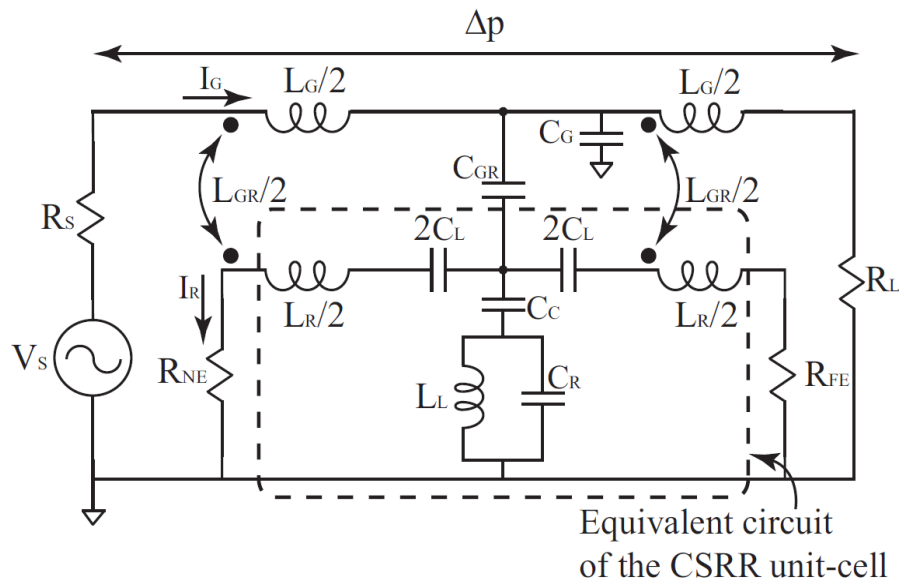 Δp
I_G
L_G/2
L_G/2
C_G
C_GR
L_GR/2
L_GR/2
R_S
2C_L
2C_L
I_R
L_R/2
L_R/2
R_L
C_C
V_S
R_NE
L_L
C_R
R_FE
Equivalent circuit
of the CSRR unit-cell